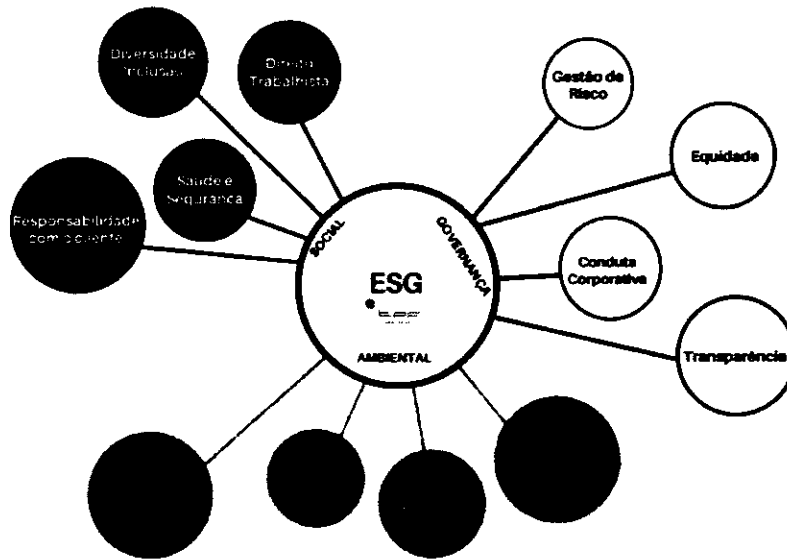 Diversidade
Inclusão
Direito
Trabalhista
Saúde e
Segurança
Responsabilidade
com o cliente
Gestão de
Risco
Equidade
Conduta
Corporativa
Transparência
SOCIAL
GOVERNANÇA
ESG
AMBIENTAL